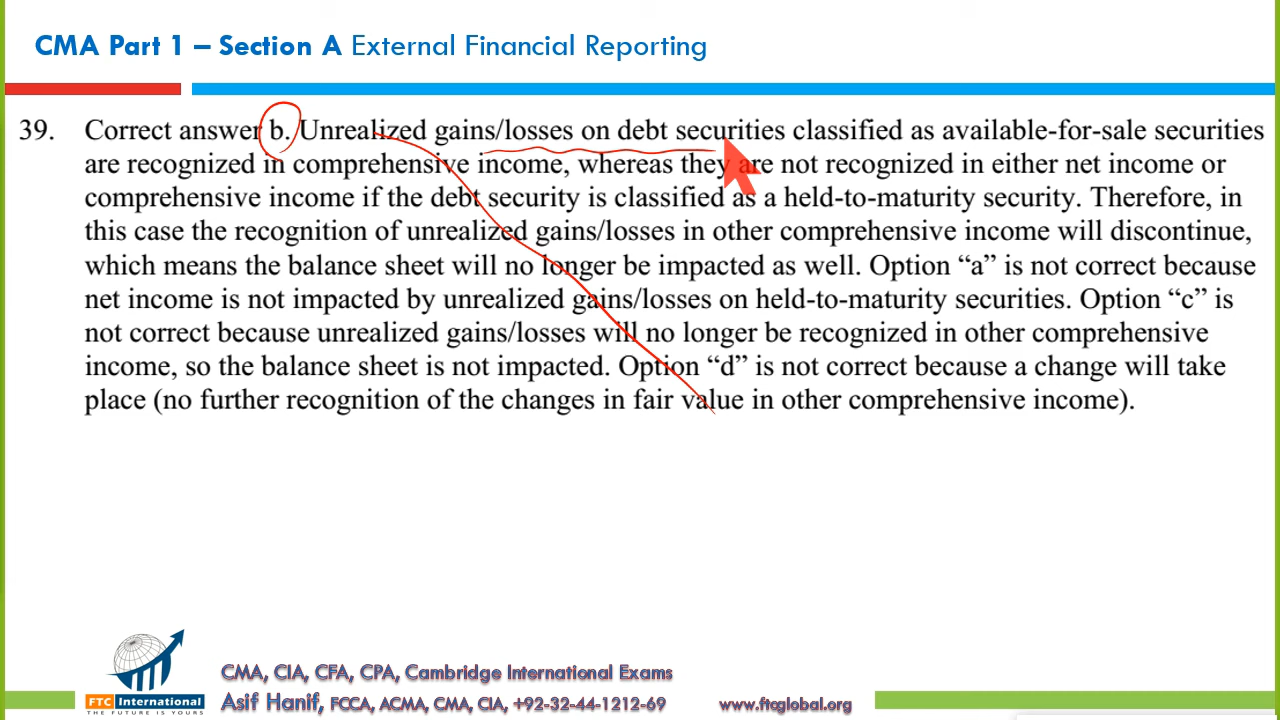 CMA Part 1 – Section A External Financial Reporting
39. Correct answer b. Unrealized gains/losses on debt securities classified as available-for-sale securities
are recognized in comprehensive income, whereas they are not recognized in either net income or
comprehensive income if the debt security is classified as a held-to-maturity security. Therefore, in
this case the recognition of unrealized gains/losses in other comprehensive income will discontinue,
which means the balance sheet will no longer be impacted as well. Option “a” is not correct because
net income is not impacted by unrealized gains/losses on held-to-maturity securities. Option “c” is
not correct because unrealized gains/losses will no longer be recognized in other comprehensive
income, so the balance sheet is not impacted. Option “d” is not correct because a change will take
place (no further recognition of the changes in fair value in other comprehensive income).
FTC International
THE FUTURE IS YOURS
CMA, CIA, CFA, CPA, Cambridge International Exams
Asif Hanif, FCCA, ACMA, CMA, CIA, +92-32-44-1212-69
www.ftcglobal.org